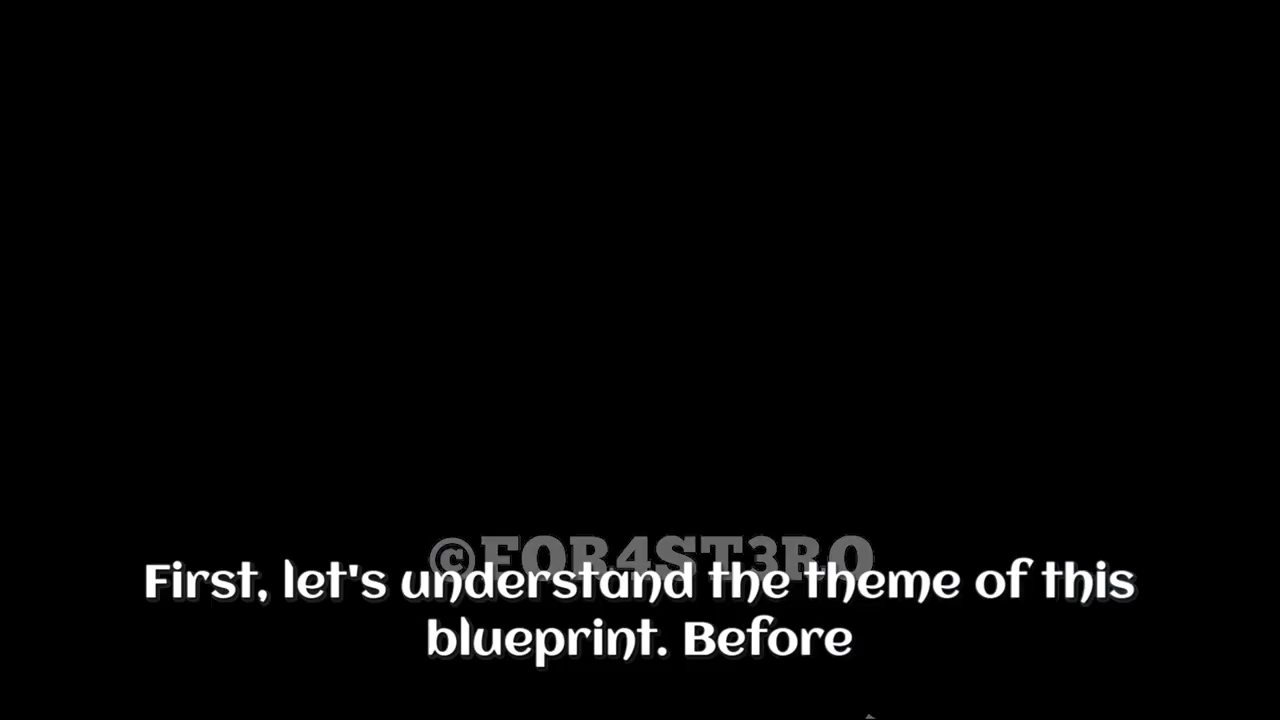 ©FOR4ST3RO
First, let's understand the theme of this
blueprint. Before